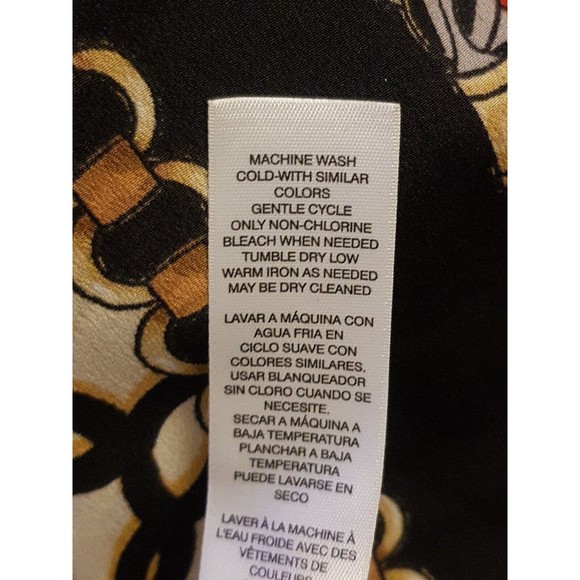 MACHINE WASH
COLD-WITH SIMILAR
COLORS
GENTLE CYCLE
ONLY NON-CHLORINE
BLEACH WHEN NEEDED
TUMBLE DRY LOW
WARM IRON AS NEEDED
MAY BE DRY CLEANED
LAVAR A MÁQUINA CON
AGUA FRIA EN
CICLO SUAVE CON
COLORES SIMILARES.
USAR BLANQUEADOR
SIN CLORO CUANDO SE
NECESITE.
SECAR A MÁQUINA A
BAJA TEMPERATURA
PLANCHAR A BAJA
TEMPERATURA
PUEDE LAVARSE EN
SECO
LAVER À LA MACHINE À
L'EAU FROIDE AVEC DES
VÊTEMENTS DE
COULEURS